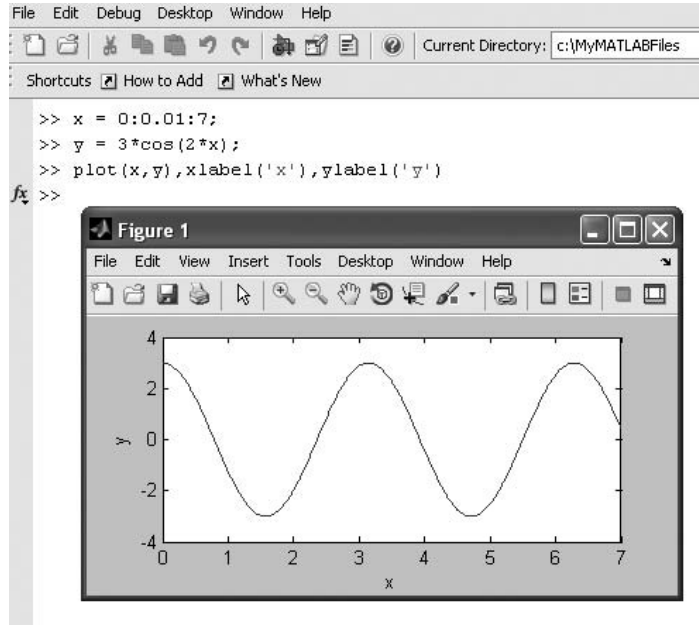 File Edit Debug Desktop Window Help
Current Directory: c:\MyMATLABFiles
Shortcuts How to Add What's New
>> x = 0:0.01:7;
>> y = 3*cos(2*x);
>> plot(x,y),xlabel('x'),ylabel('y')
fx >>
Figure 1
File Edit View Insert Tools Desktop Window Help
4
2
0
-2
-4
y
0 1 2 3 4 5 6 7
x